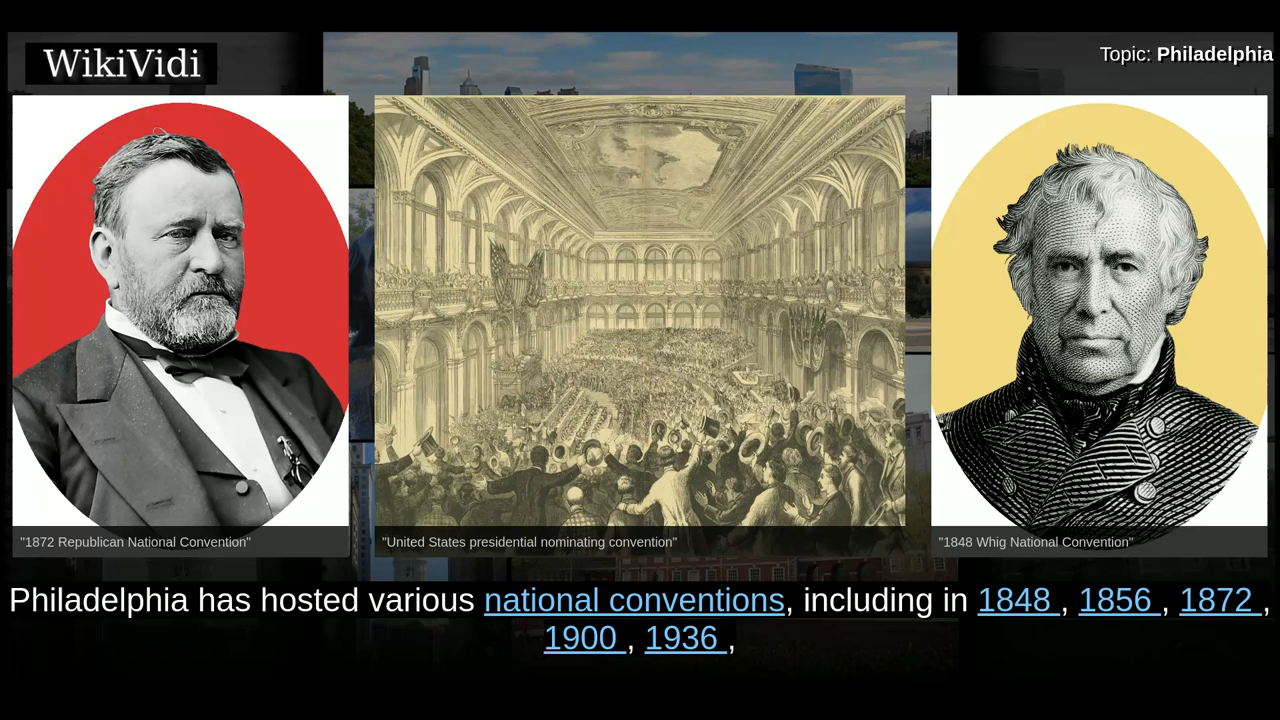 WikiVidi
Topic: Philadelphia
"1872 Republican National Convention"
"United States presidential nominating convention"
"1848 Whig National Convention"
Philadelphia has hosted various national conventions, including in 1848 , 1856 , 1872 ,
1900 , 1936 ,